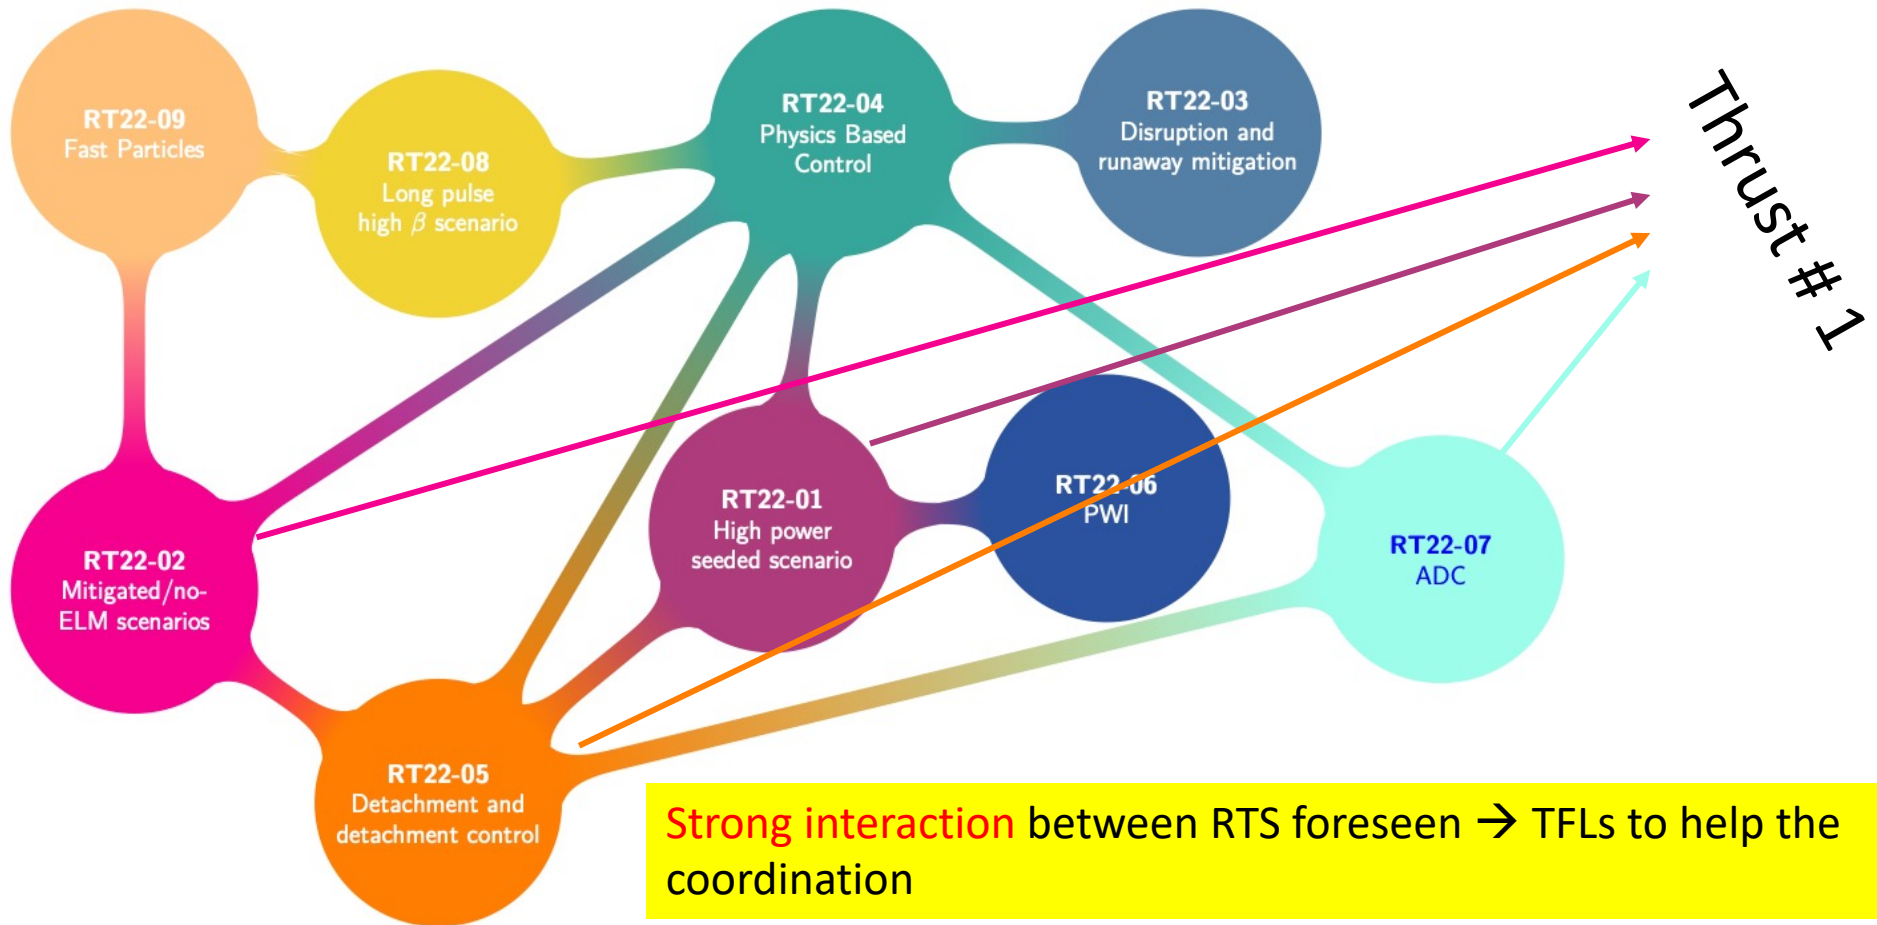 RT22-09
Fast Particles
RT22-08
Long pulse
high β scenario
RT22-04
Physics Based
Control
RT22-03
Disruption and
runaway mitigation
Thrust # 1
RT22-02
Mitigated/no-
ELM scenarios
RT22-01
High power
seeded scenario
RT22-06
PWI
RT22-07
ADC
RT22-05
Detachment and
detachment control
Strong interaction between RTS foreseen → TFLs to help the
coordination